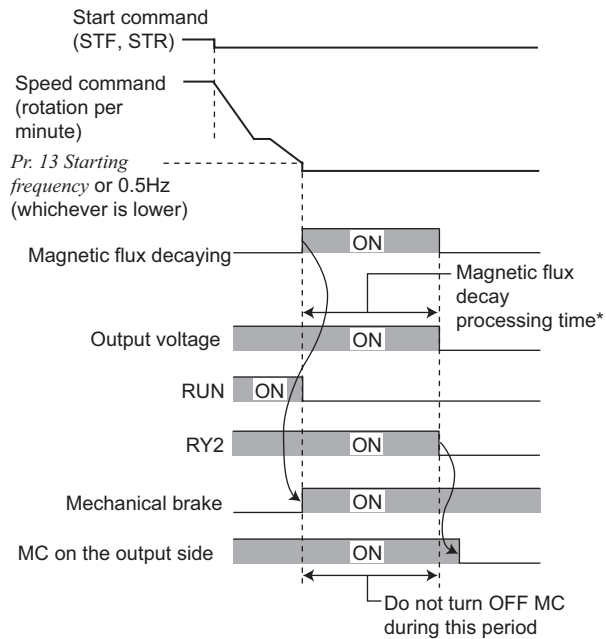 Start command
(STF, STR)
Speed command
(rotation per
minute)
Pr. 13 Starting
frequency or 0.5Hz
(whichever is lower)
Magnetic flux decaying
ON
Magnetic flux
decay
processing time*
Output voltage
ON
RUN
ON
RY2
ON
Mechanical brake
ON
MC on the output side
ON
Do not turn OFF MC
during this period